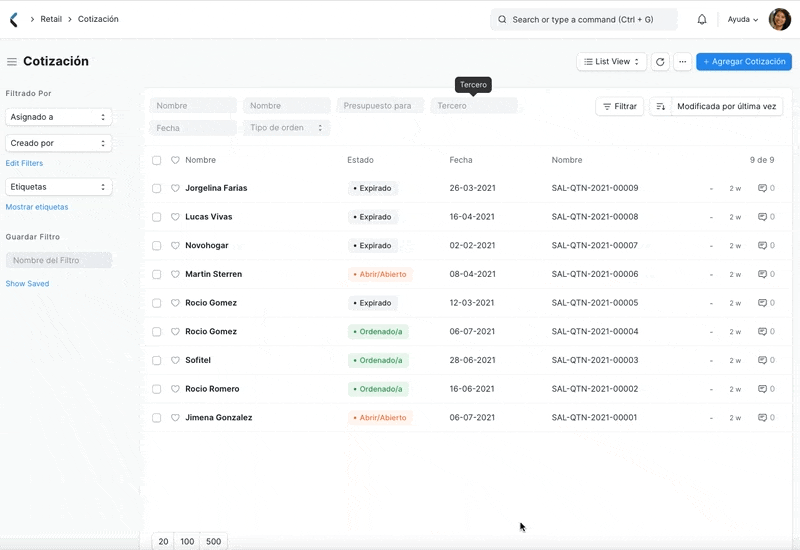 Retail > Cotización
Search or type a command (Ctrl + G)
Ayuda
Cotización
List View
...
+ Agregar Cotización
Filtrado Por
Asignado a
Creado por
Edit Filters
Etiquetas
Mostrar etiquetas
Guardar Filtro
Nombre del Filtro
Show Saved
Tercero
Nombre Nombre Presupuesto para Tercero
Fecha Tipo de orden
Filtrar
Modificada por última vez
Nombre Estado Fecha Nombre 9 de 9
Jorgelina Farias • Expirado 26-03-2021 SAL-QTN-2021-00009 - 2 w 0
Lucas Vivas • Expirado 16-04-2021 SAL-QTN-2021-00008 - 2 w 0
Novohogar • Expirado 02-02-2021 SAL-QTN-2021-00007 - 2 w 0
Martin Sterren • Abrir/Abierto 08-04-2021 SAL-QTN-2021-00006 - 2 w 0
Rocio Gomez • Expirado 12-03-2021 SAL-QTN-2021-00005 - 2 w 0
Rocio Gomez • Ordenado/a 06-07-2021 SAL-QTN-2021-00004 - 2 w 0
Sofitel • Ordenado/a 28-06-2021 SAL-QTN-2021-00003 - 2 w 0
Rocio Romero • Ordenado/a 16-06-2021 SAL-QTN-2021-00002 - 2 w 0
Jimena Gonzalez • Abrir/Abierto 06-07-2021 SAL-QTN-2021-00001 - 2 w 0
20 100 500